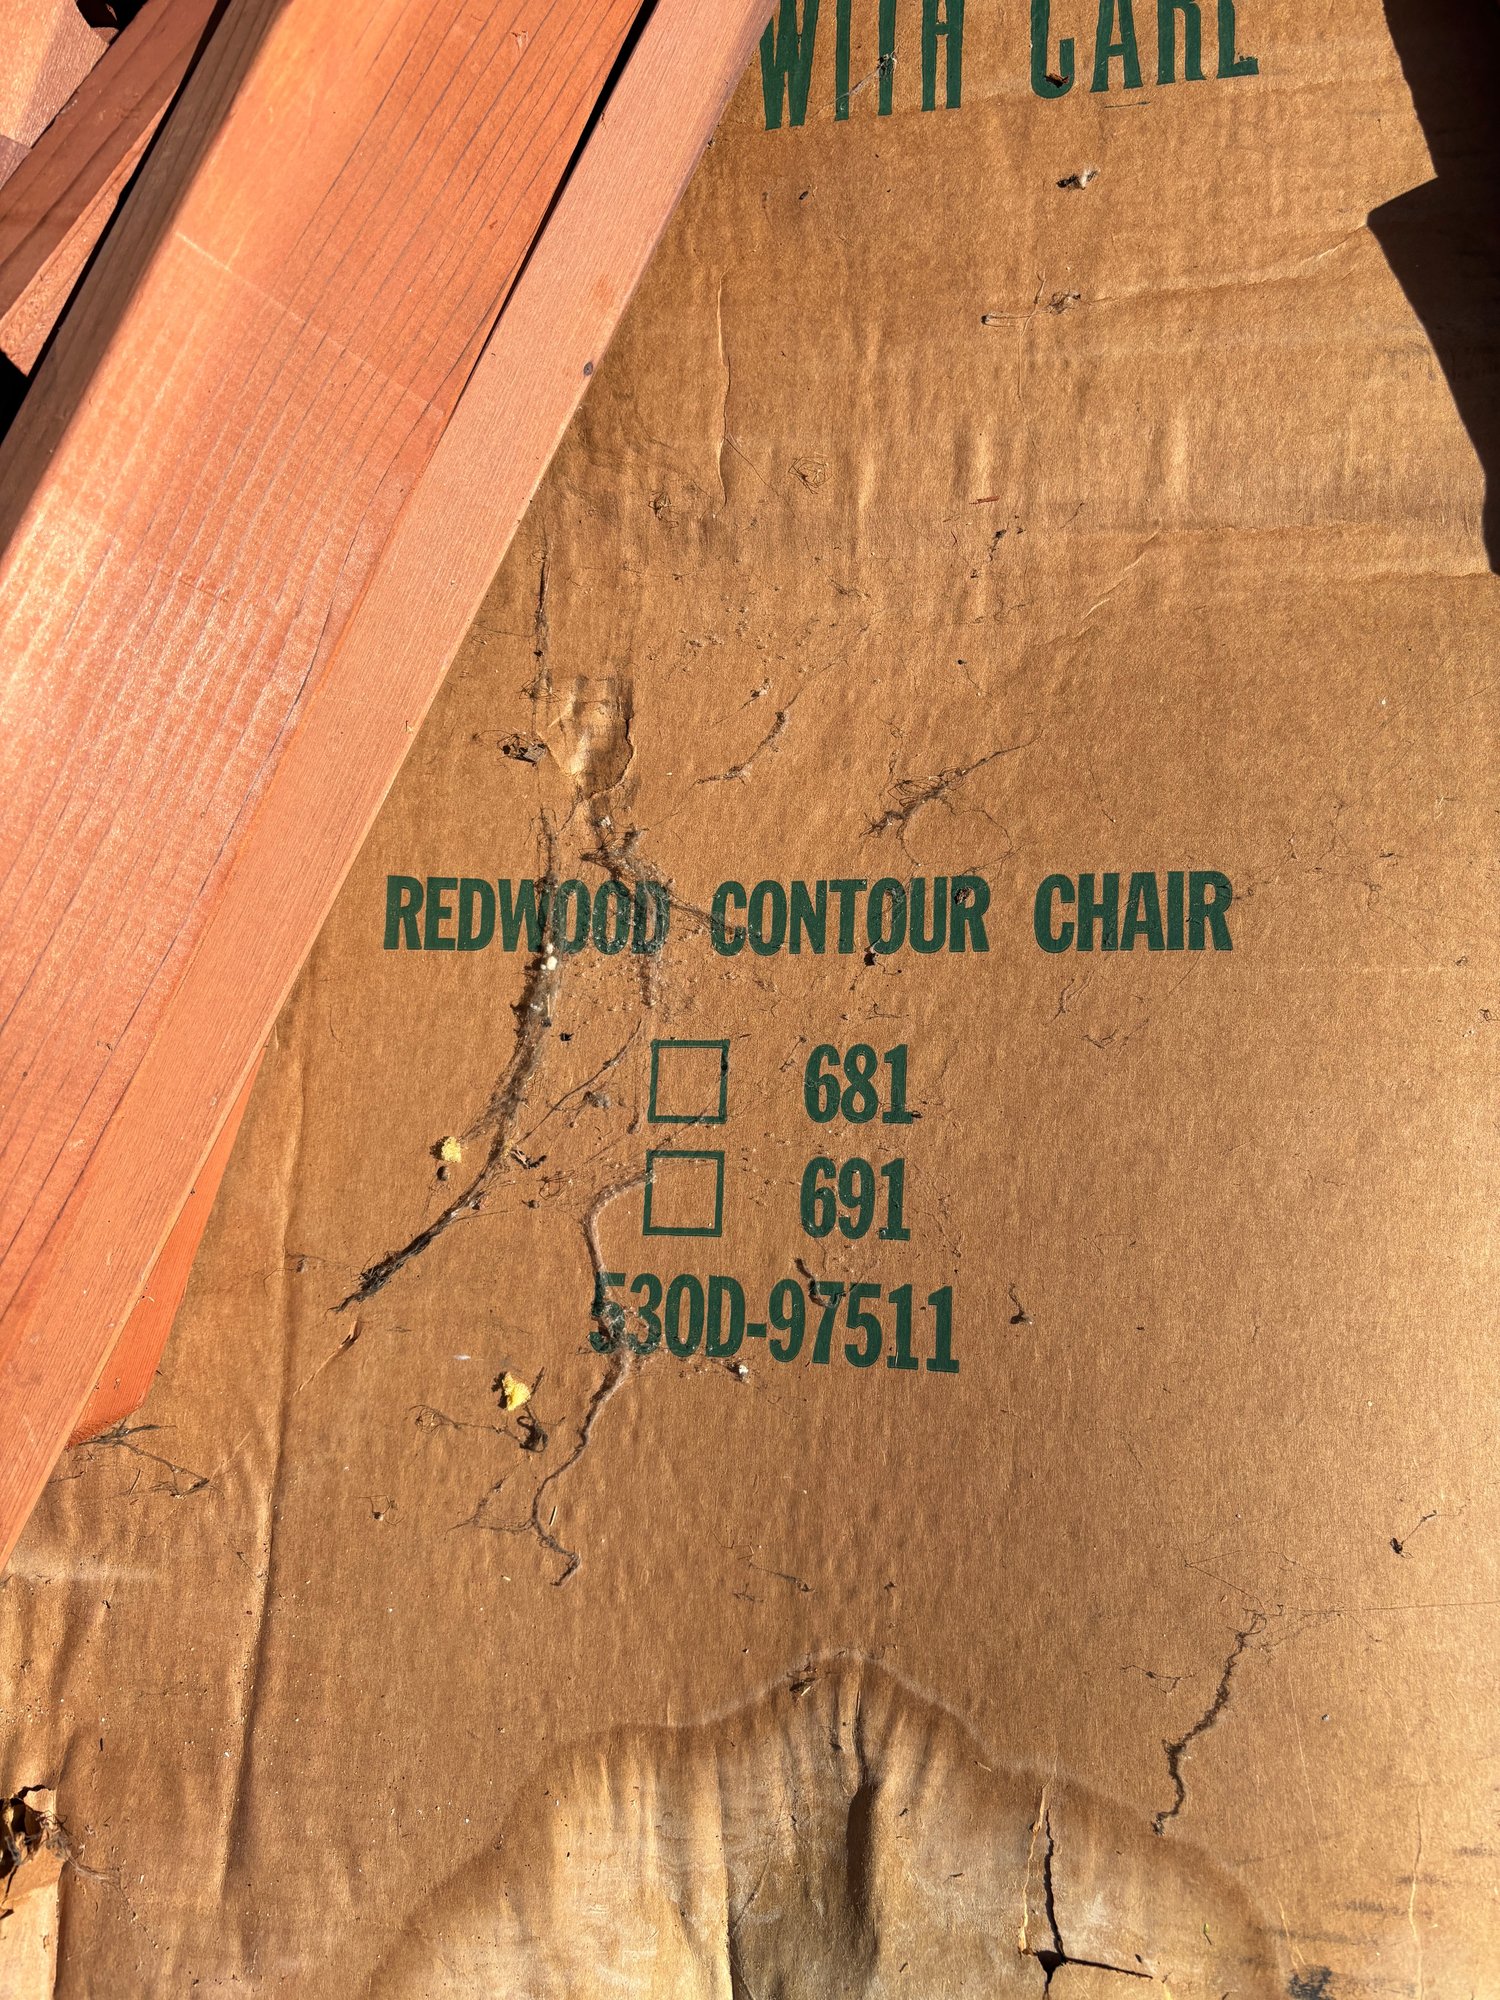 WITH CARE
REDWOOD CONTOUR CHAIR
681
691
530D-97511